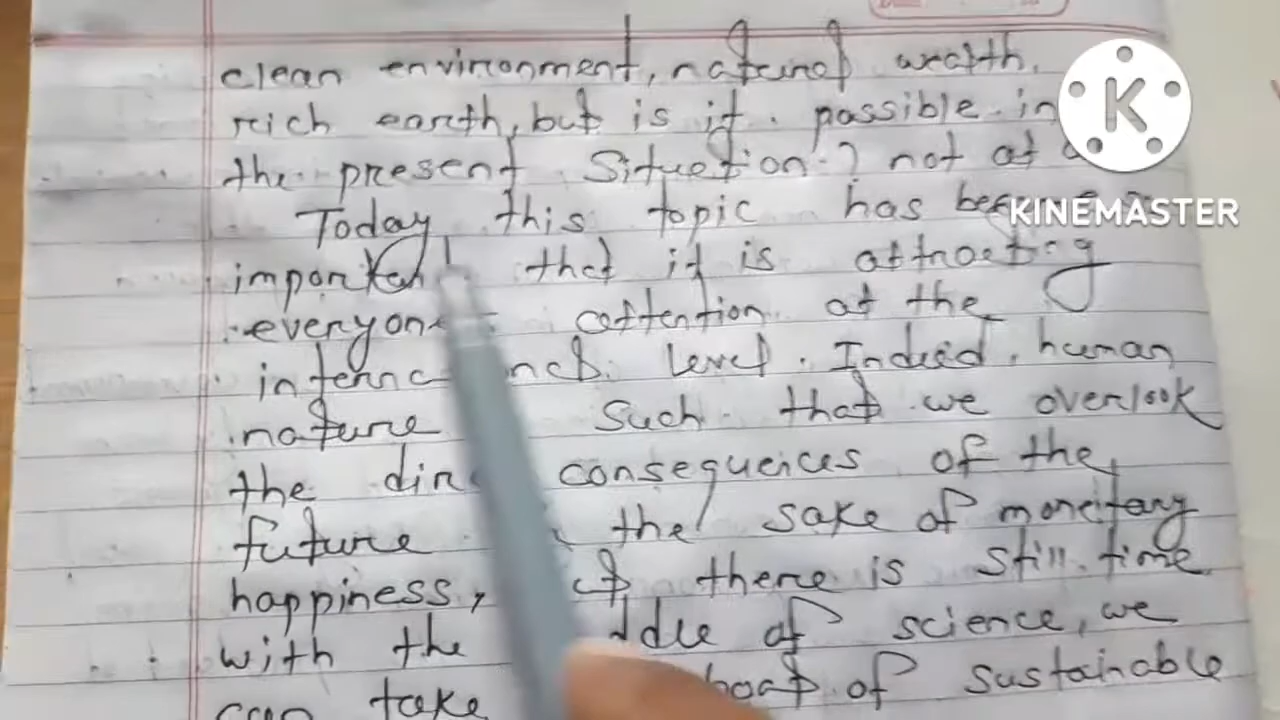 clean environment, natural wealth,
rich earth, but is it possible in
the present situation? not at
Today this topic has been
important that it is attracting
attention at the
level. Indeed, human
nature such that we overlook
the consequences of the
future the sake of monetary
happiness, there is still time
with the of science, we
can take boat of sustainable
K
KINEMASTER